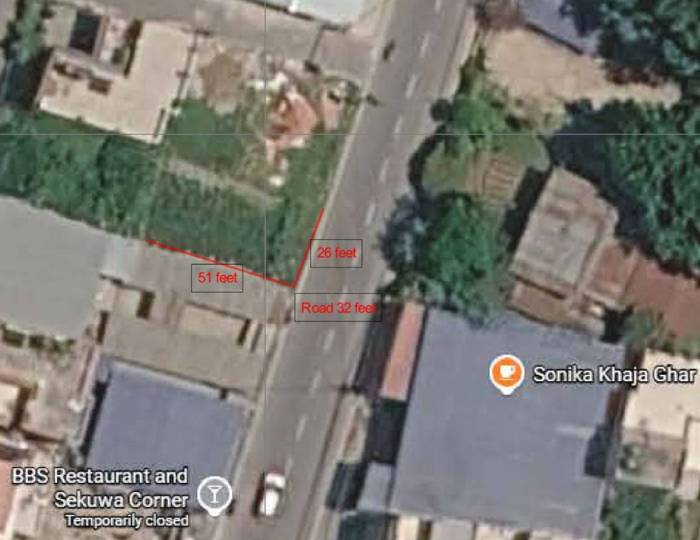 26 feet
51 feet
Road 32 feet
Sonika Khaja Ghar
BBS Restaurant and
Sekuwa Corner
Temporarily closed